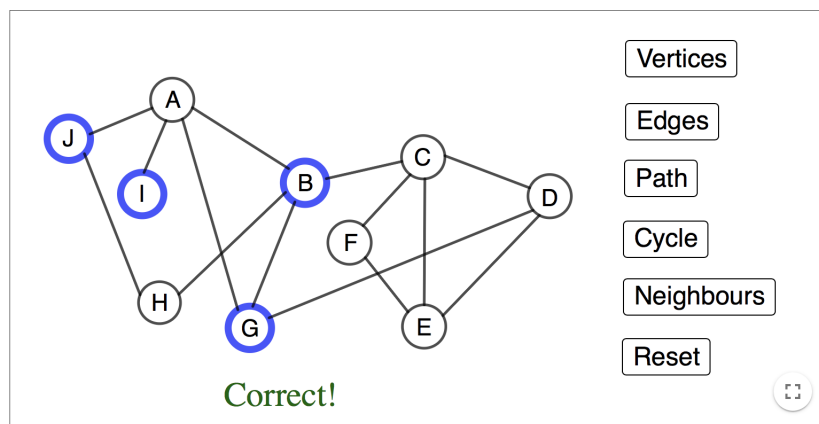 A
J
I
B
C
D
F
H
G
E
Correct!
Vertices
Edges
Path
Cycle
Neighbours
Reset